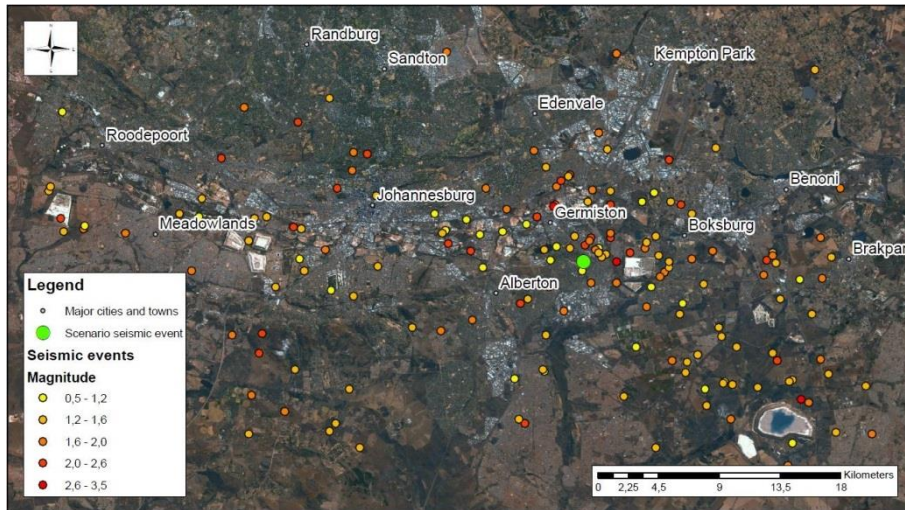 Randburg
Sandton
Kempton Park
Edenvale
Roodepoort
Benoni
Johannesburg
Meadowlands
Germiston
Boksburg
Brakpan
Alberton
Legend
Major cities and towns
Scenario seismic event
Seismic events
Magnitude
0,5 - 1,2
1,2 - 1,6
1,6 - 2,0
2,0 - 2,6
2,6 - 3,5
Kilometers
0 2,25 4,5 9 13,5 18